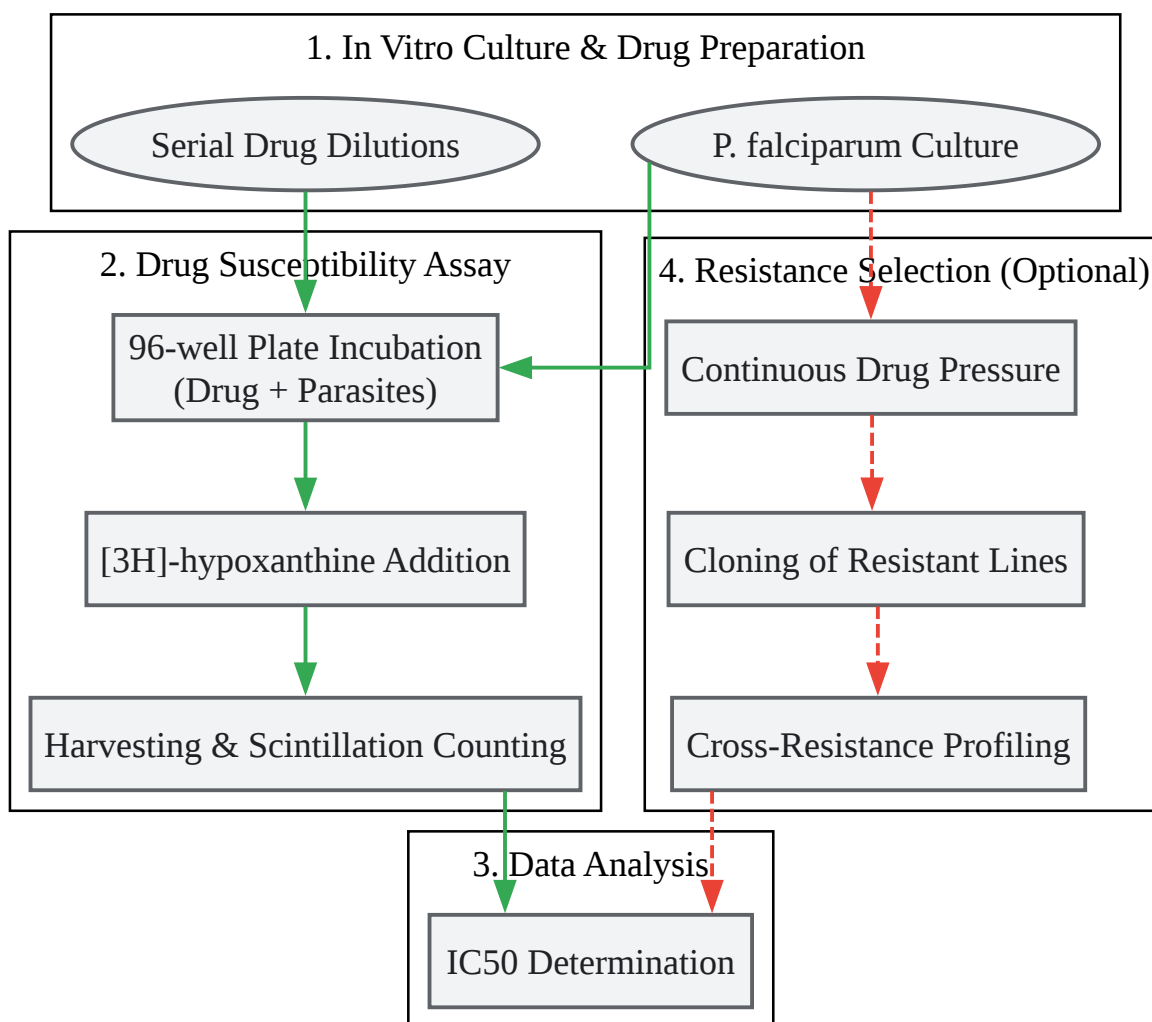 1. In Vitro Culture & Drug Preparation
Serial Drug Dilutions
P. falciparum Culture
2. Drug Susceptibility Assay
96-well Plate Incubation
(Drug + Parasites)
[3H]-hypoxanthine Addition
Harvesting & Scintillation Counting
4. Resistance Selection (Optional)
Continuous Drug Pressure
Cloning of Resistant Lines
Cross-Resistance Profiling
3. Data Analysis
IC50 Determination